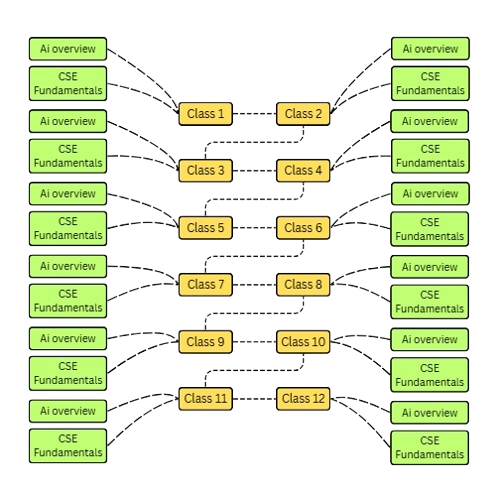 Ai overview
CSE
Fundamentals
Class 1
Class 2
Ai overview
CSE
Fundamentals
Ai overview
CSE
Fundamentals
Class 3
Class 4
Ai overview
CSE
Fundamentals
Ai overview
CSE
Fundamentals
Class 5
Class 6
Ai overview
CSE
Fundamentals
Ai overview
CSE
Fundamentals
Class 7
Class 8
Ai overview
CSE
Fundamentals
Ai overview
CSE
Fundamentals
Class 9
Class 10
Ai overview
CSE
Fundamentals
Ai overview
CSE
Fundamentals
Class 11
Class 12
Ai overview
CSE
Fundamentals